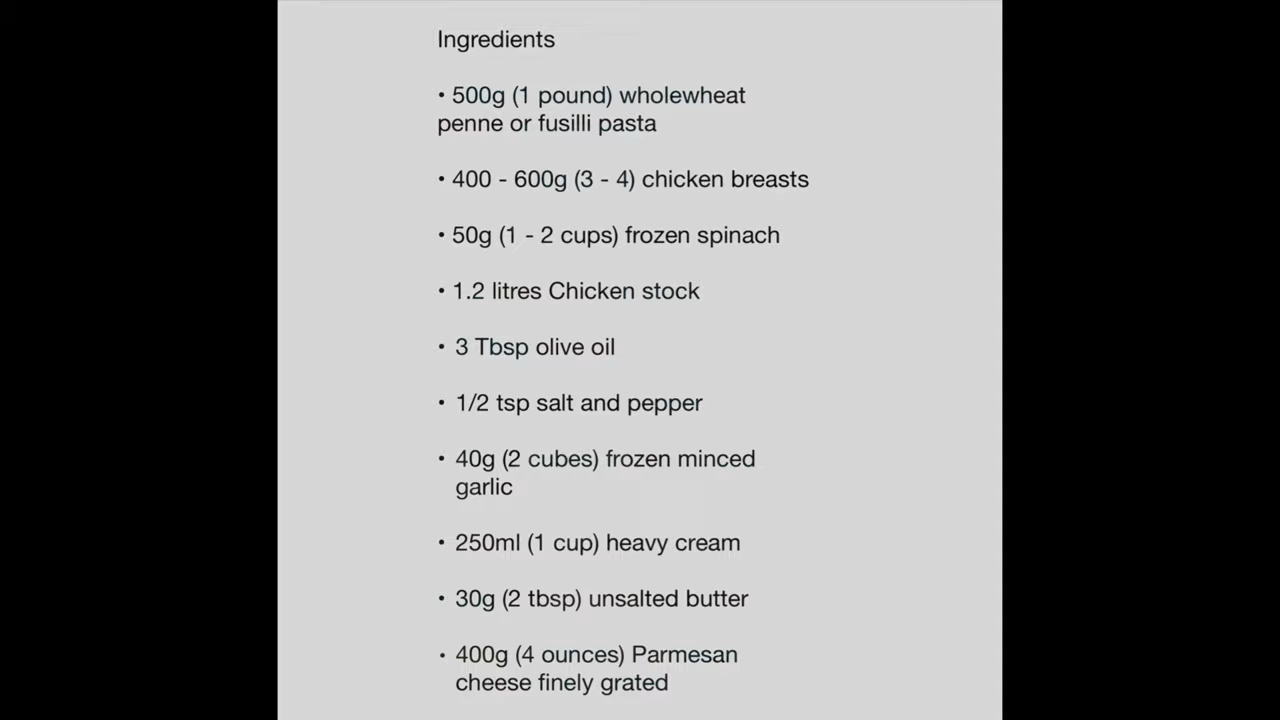 Ingredients
• 500g (1 pound) wholewheat
penne or fusilli pasta
• 400 - 600g (3 - 4) chicken breasts
• 50g (1 - 2 cups) frozen spinach
• 1.2 litres Chicken stock
• 3 Tbsp olive oil
• 1/2 tsp salt and pepper
• 40g (2 cubes) frozen minced
garlic
• 250ml (1 cup) heavy cream
• 30g (2 tbsp) unsalted butter
• 400g (4 ounces) Parmesan
cheese finely grated